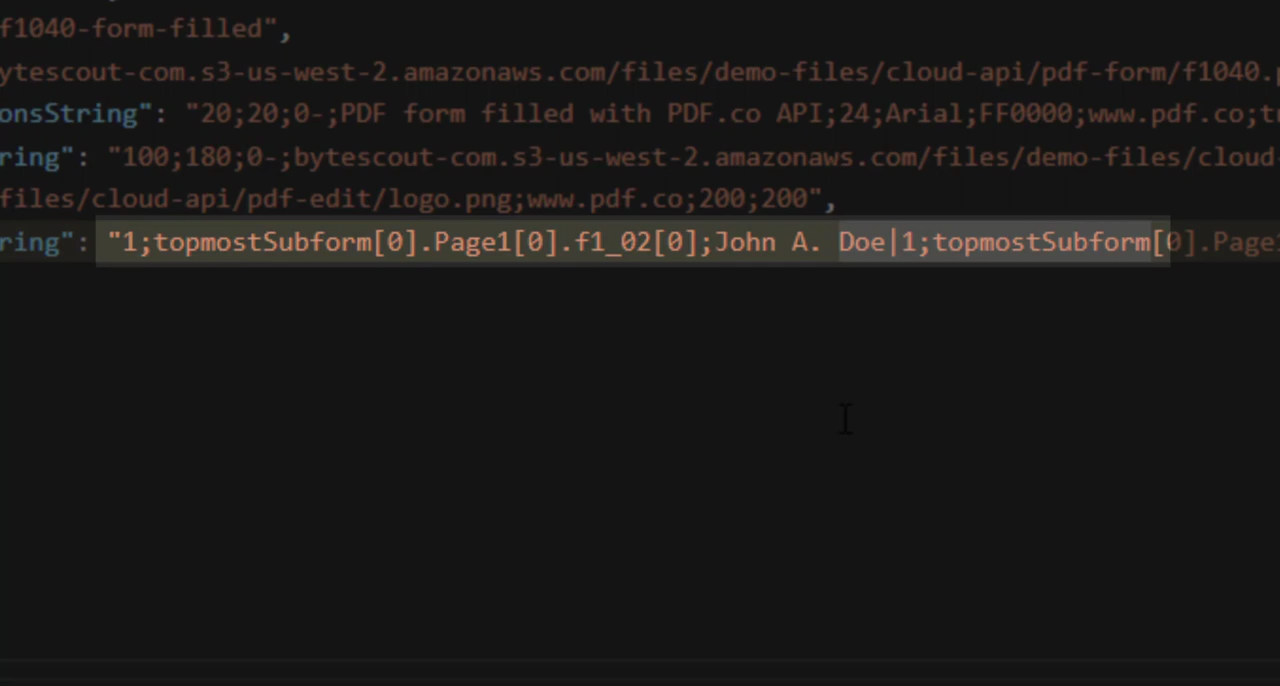 f1040-form-filled",
ytescout-com.s3-us-west-2.amazonaws.com/files/demo-files/cloud-api/pdf-form/f1040.
onsString": "20;20;0-;PDF form filled with PDF.co API;24;Arial;FF0000;www.pdf.co;t
ring": "100;180;0-;bytescout-com.s3-us-west-2.amazonaws.com/files/demo-files/cloud
files/cloud-api/pdf-edit/logo.png;www.pdf.co;200;200",
ring": "1;topmostSubform[0].Page1[0].f1_02[0];John A. Doe|1;topmostSubform[0].Page1